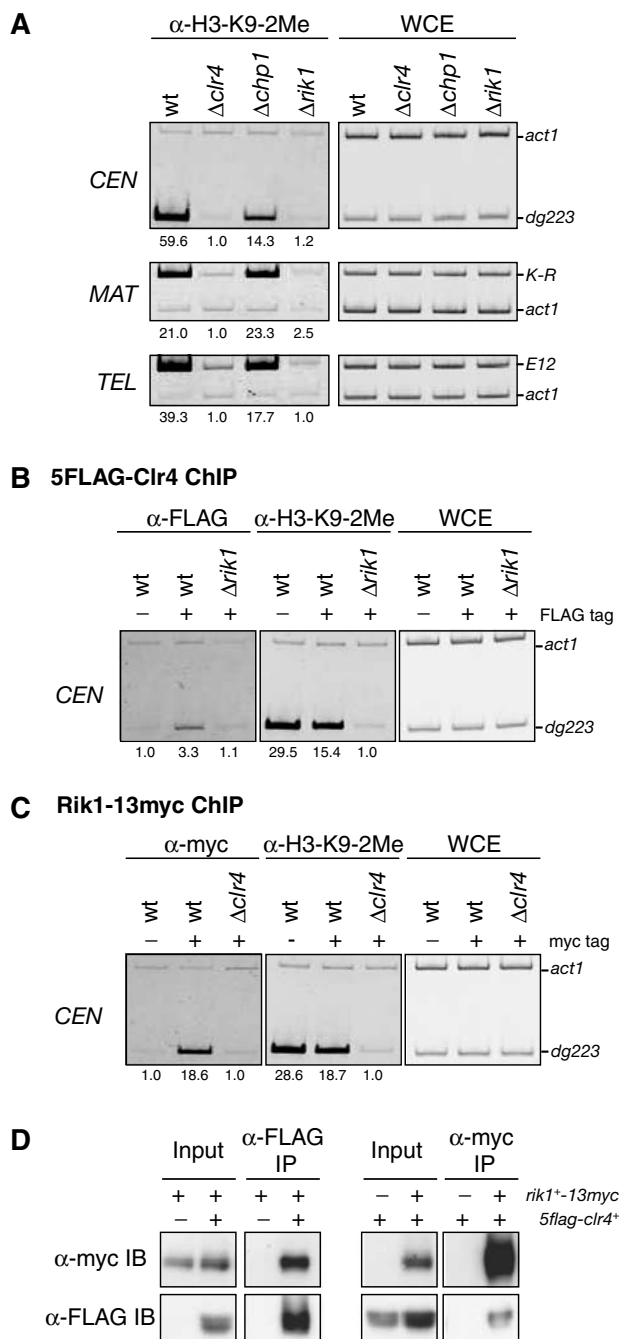 A
α-H3-K9-2Me WCE
wt Δclr4 Δchp1 Δrik1 wt Δclr4 Δchp1 Δrik1
act1
CEN
dg223
59.6 1.0 14.3 1.2
K-R
MAT
act1
21.0 1.0 23.3 2.5
E12
TEL
act1
39.3 1.0 17.7 1.0
B 5FLAG-Clr4 ChIP
α-FLAG α-H3-K9-2Me WCE
wt wt Δrik1 wt wt Δrik1 wt wt Δrik1
– + + – + + – + + FLAG tag
act1
CEN
dg223
1.0 3.3 1.1 29.5 15.4 1.0
C Rik1-13myc ChIP
α-myc α-H3-K9-2Me WCE
wt wt Δclr4 wt wt Δclr4 wt wt Δclr4
– + + - + + – + + myc tag
act1
CEN
dg223
1.0 18.6 1.0 28.6 18.7 1.0
D
Input α-FLAG IP Input α-myc IP
+ + + + – + – + rik1+-13myc
– + – + + + + + 5flag-clr4+
α-myc IB
α-FLAG IB